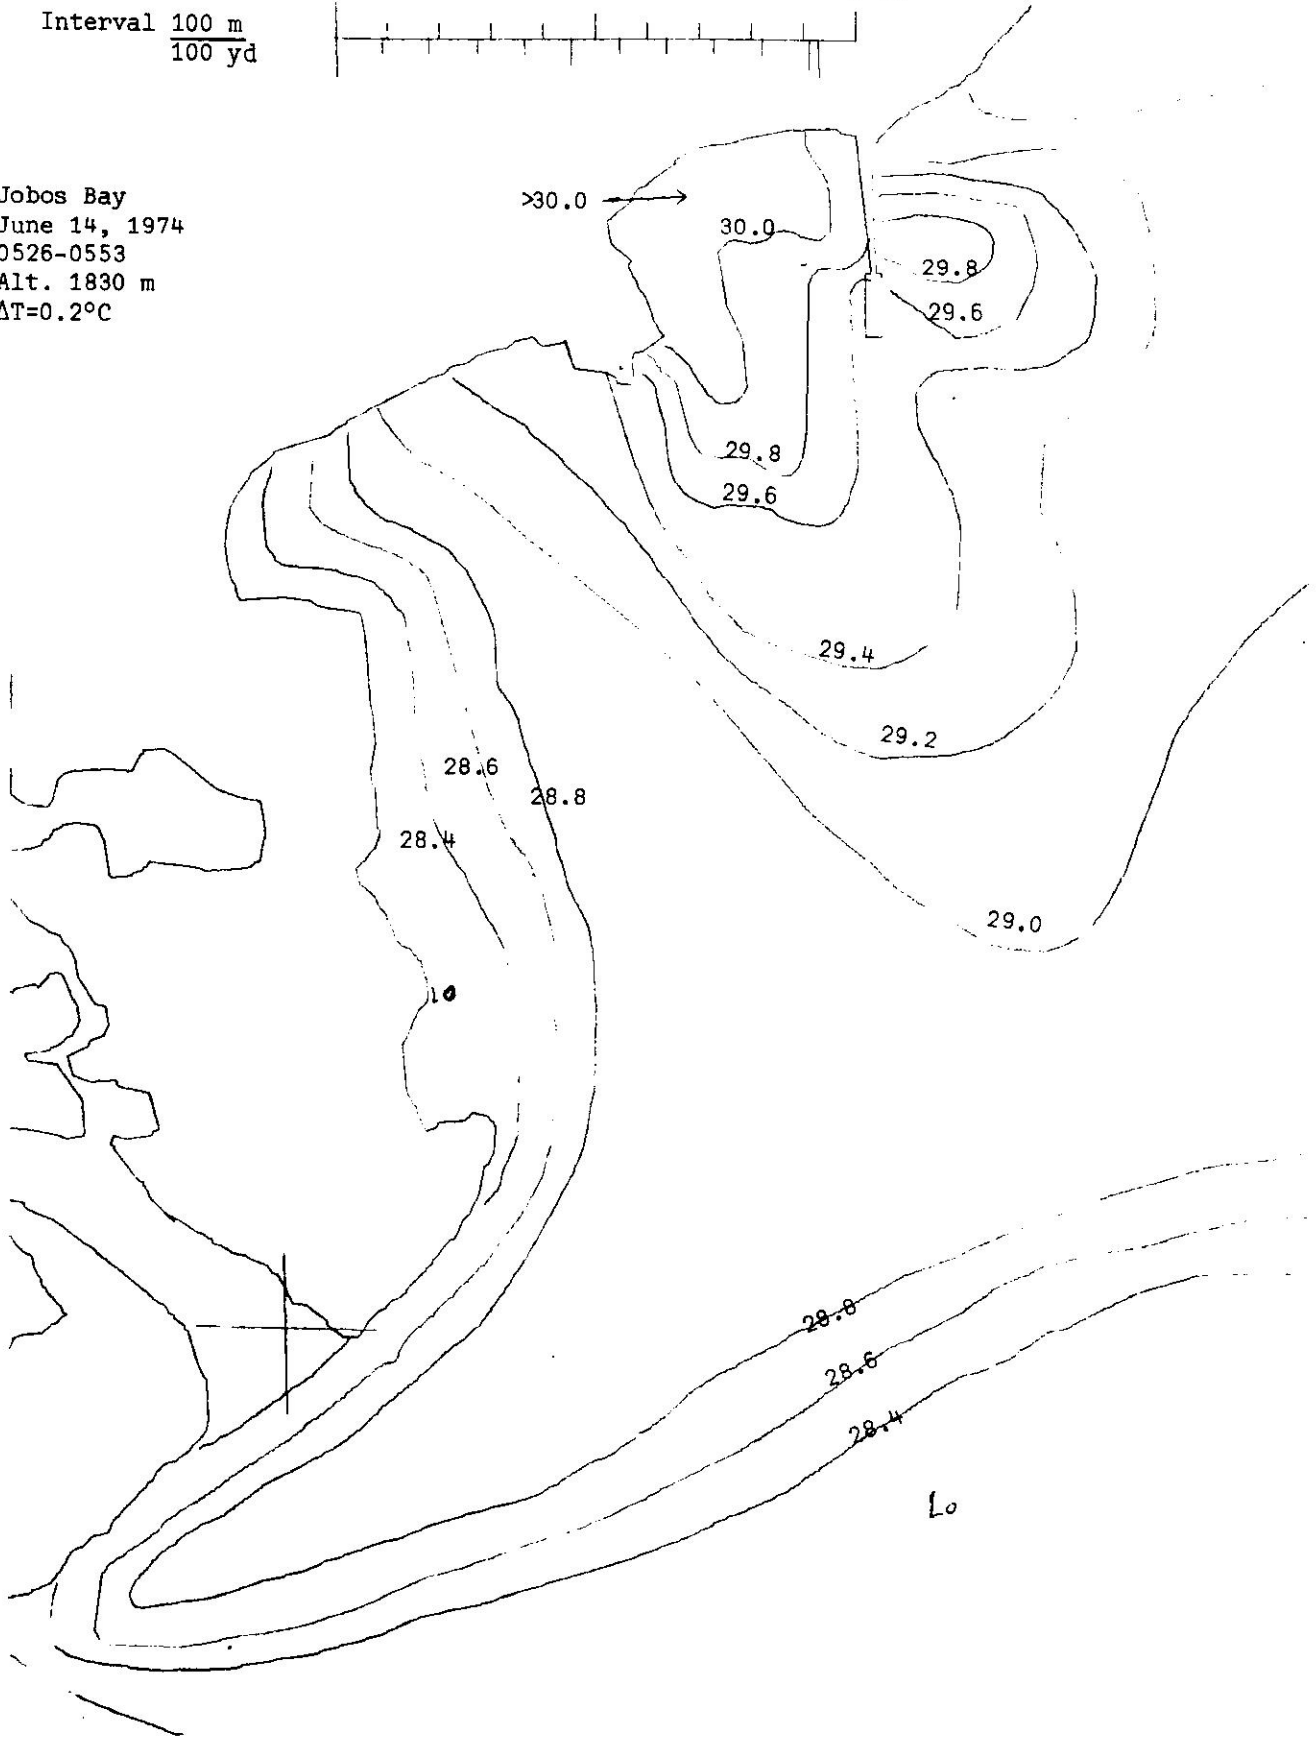 Interval 100 m
100 yd
Jobos Bay
June 14, 1974
0526-0553
Alt. 1830 m
ΔT=0.2°C
>30.0
30.0
29.8
29.6
29.8
29.6
29.4
29.2
28.6
28.8
28.4
29.0
lo
28.8
28.6
28.4
Lo